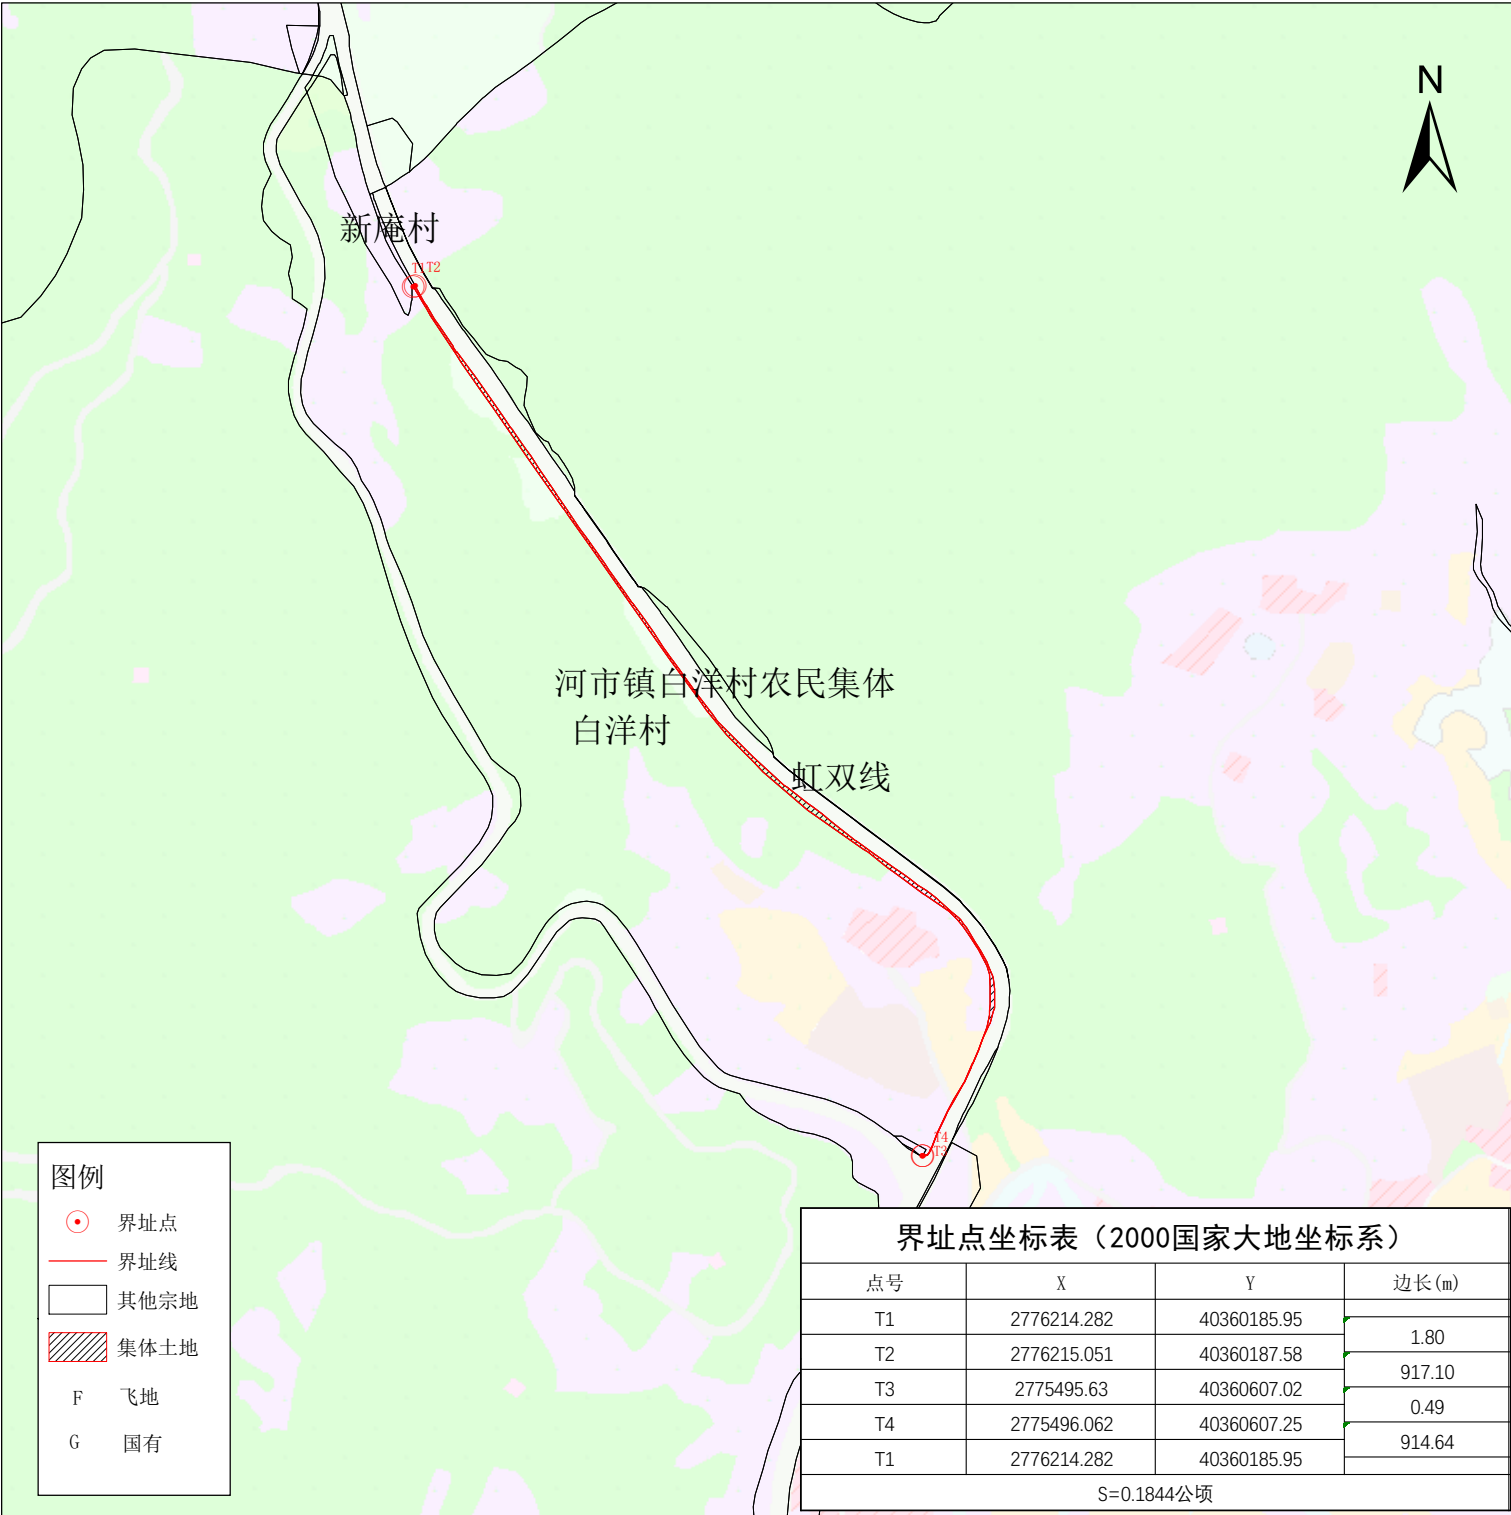 N
新庵村
T1 T2
河市镇白洋村农民集体
白洋村
虹双线
T4
T3
图例
界址点
界址线
其他宗地
集体土地
F 飞地
G 国有
界址点坐标表（2000国家大地坐标系）
点号 X Y 边长(m)
T1 2776214.282 40360185.95
1.80
T2 2776215.051 40360187.58
917.10
T3 2775495.63 40360607.02
0.49
T4 2775496.062 40360607.25
914.64
T1 2776214.282 40360185.95
S=0.1844公顷